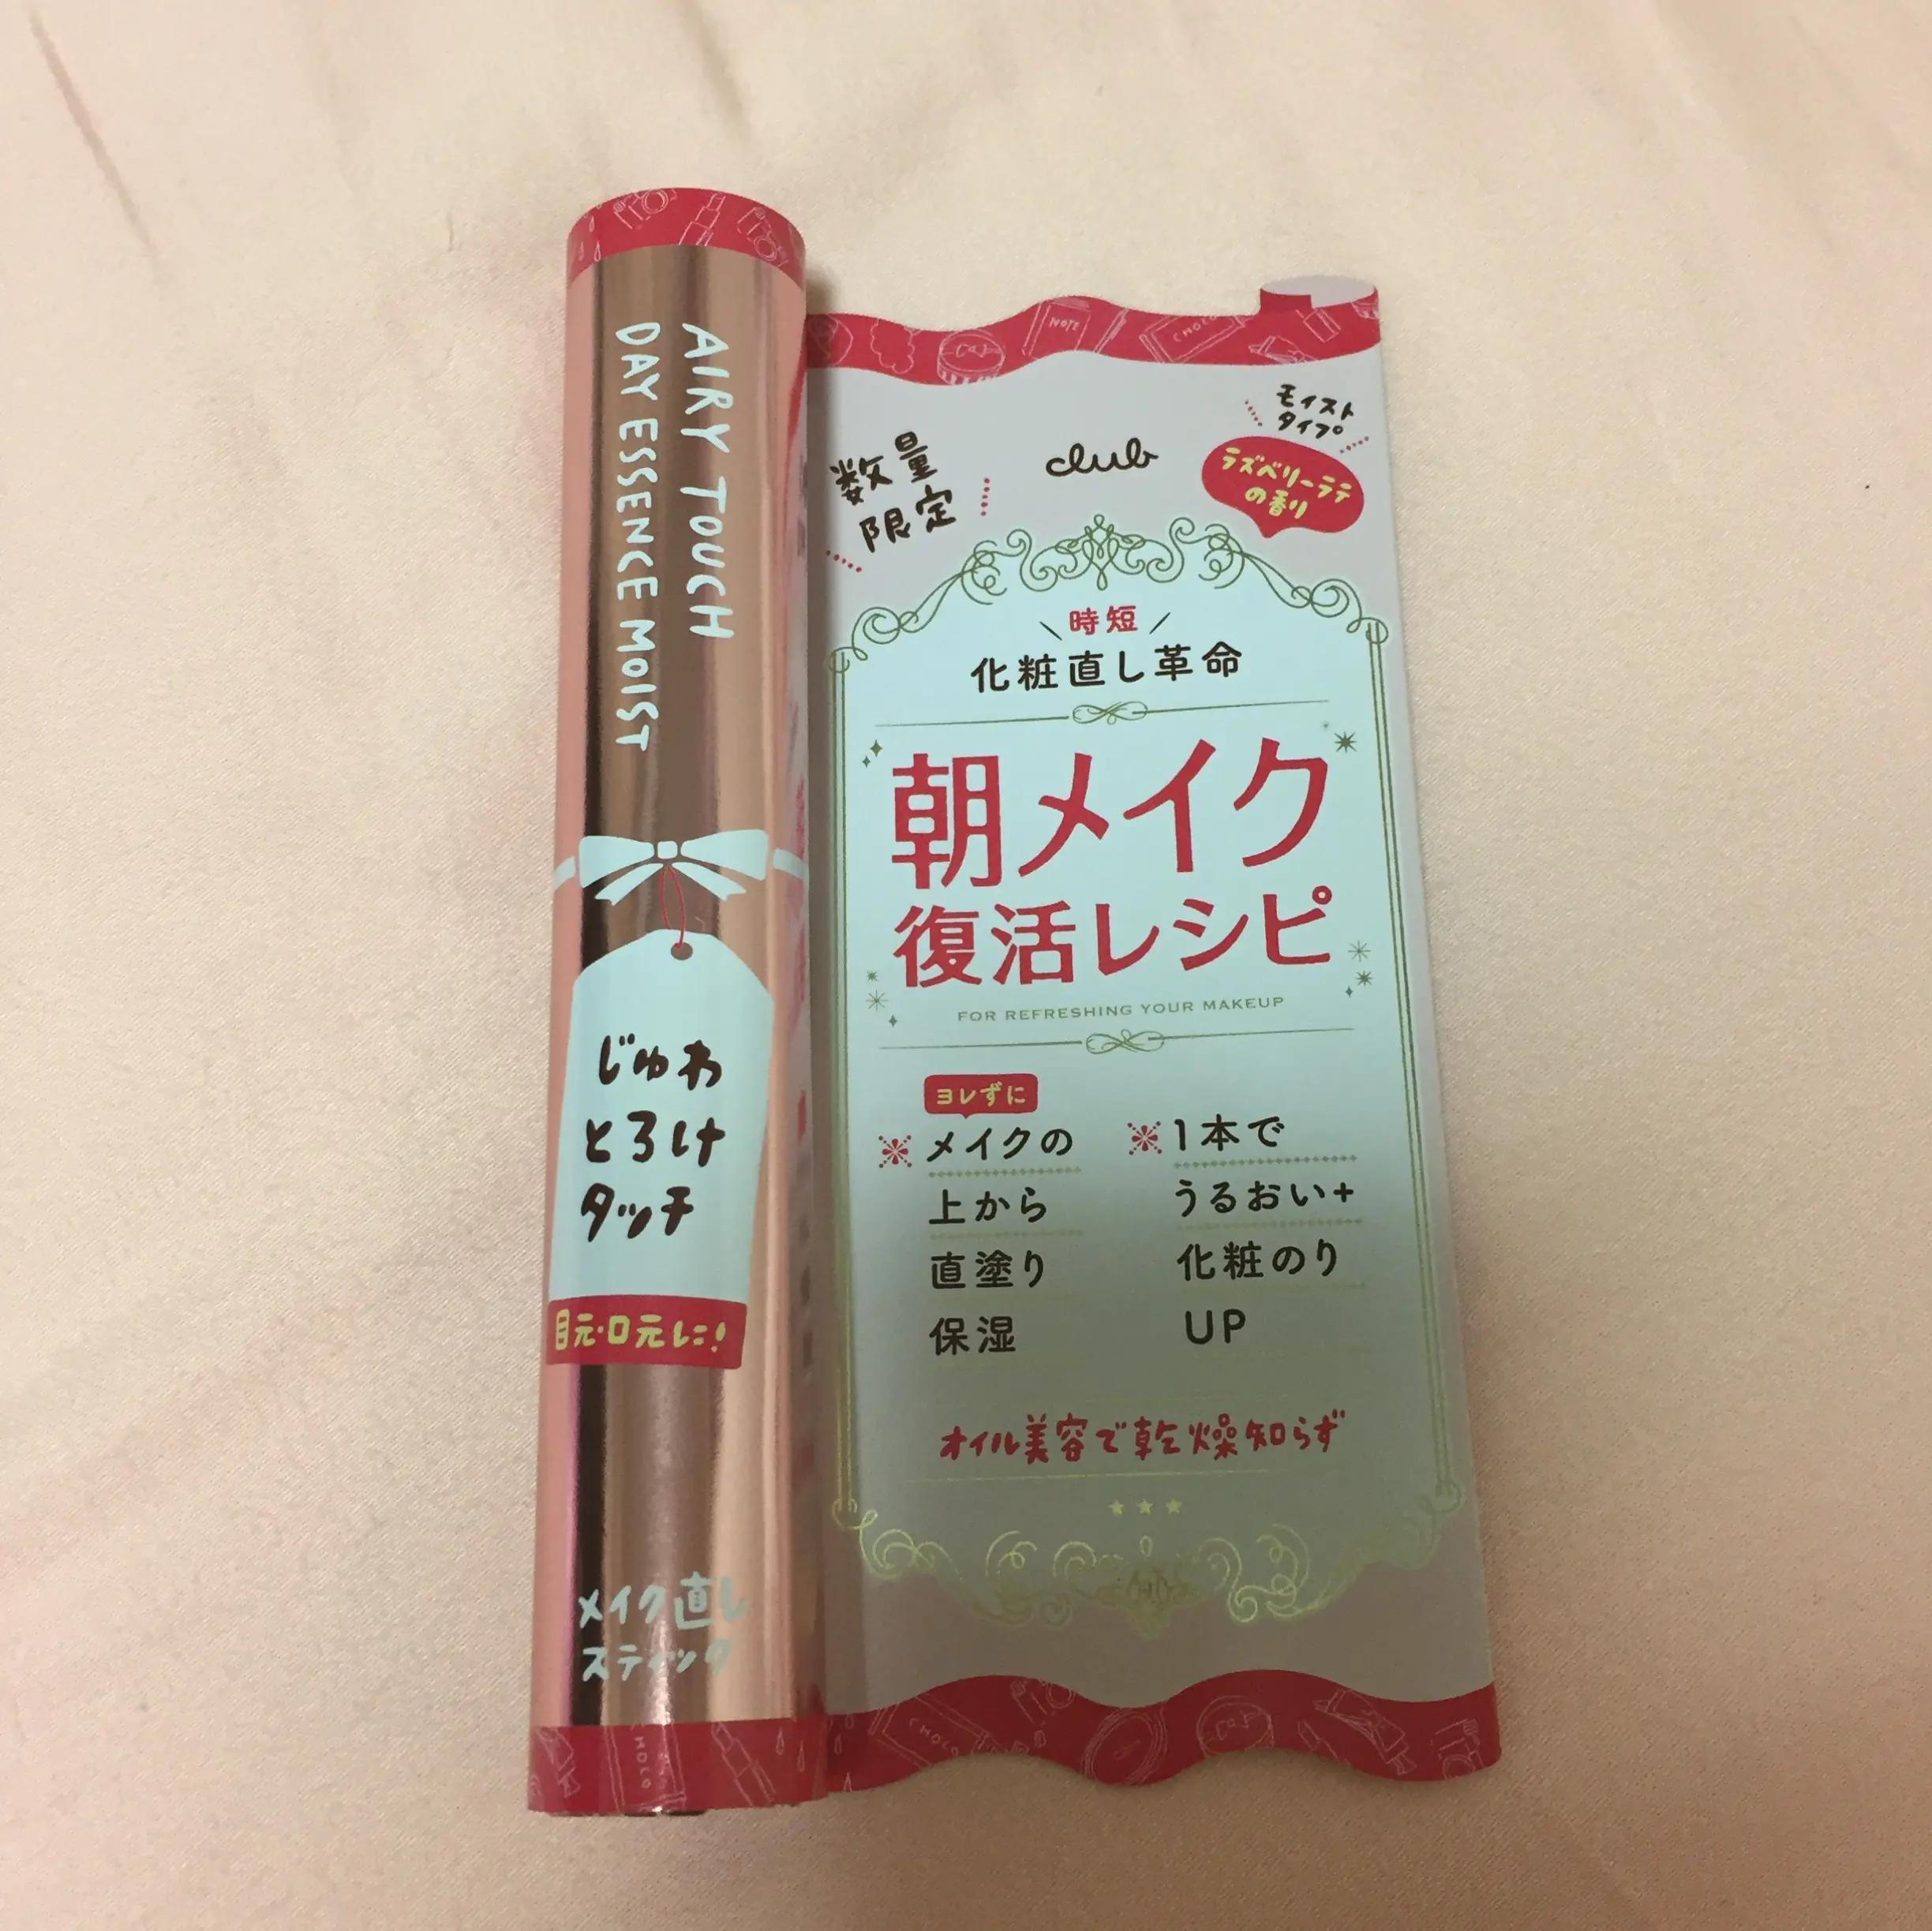 AIRY TOUCH
DAY ESSENCE MOIST
じゅわ
とろけ
タッチ
目元・口元に!
メイク直し
スティック
CHOCO
NOTE
CHOCO
数量
限定
club
モイスト
タイプ
ラズベリーラテ
の香り
時短
化粧直し革命
朝メイク
復活レシピ
FOR REFRESHING YOUR MAKEUP
ヨレずに
※メイクの
上から
直塗り
保湿
※1本で
うるおい+
化粧のり
UP
オイル美容で乾燥知らず
CHOCO